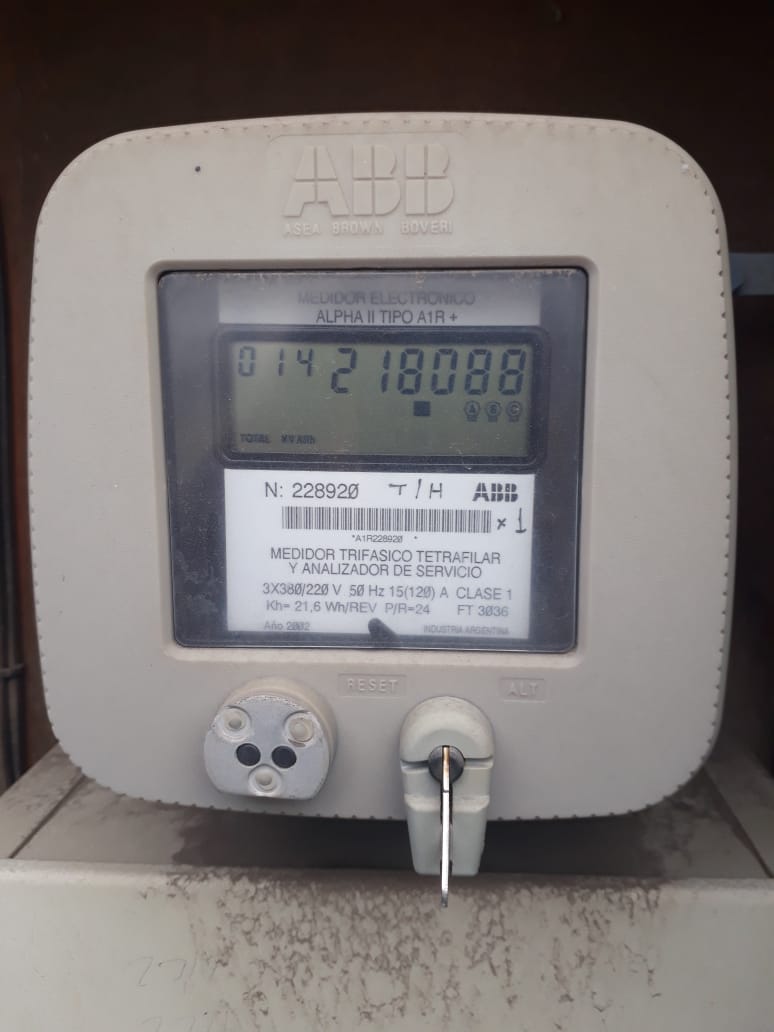 ABB
ASEA BROWN BOVERI
MEDIDOR ELECTRONICO
ALPHA II TIPO A1R +
014 218088
A B C
TOTAL KVARh
N: 228920 T/H ABB
x 1
*A1R228920 *
MEDIDOR TRIFASICO TETRAFILAR
Y ANALIZADOR DE SERVICIO
3X380/220 V 50 Hz 15(120) A CLASE 1
Kh= 21,6 Wh/REV P/R=24 FT 3036
Año 2002 INDUSTRIA ARGENTINA
RESET ALT